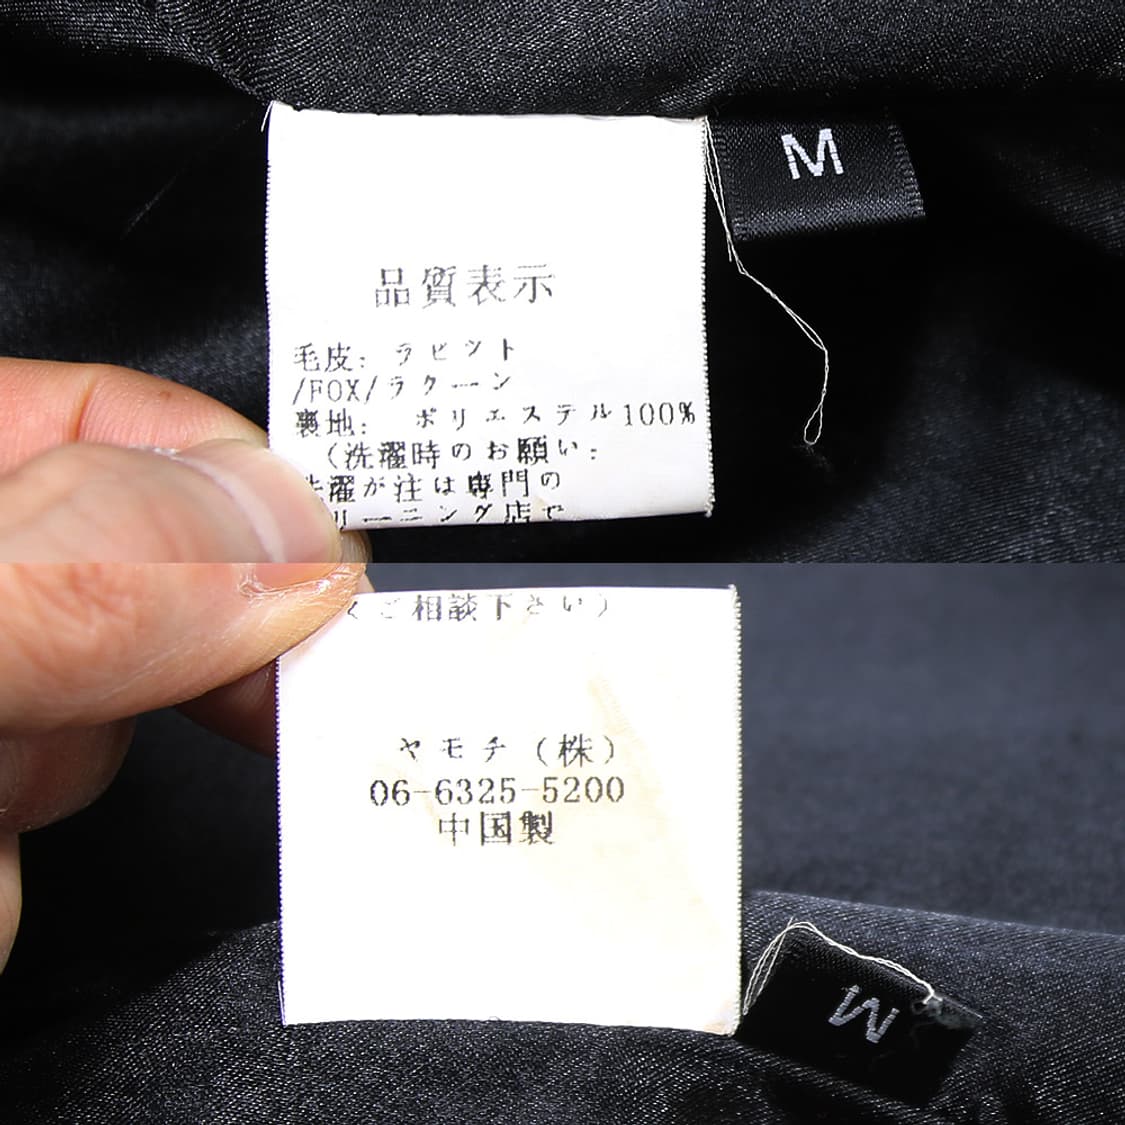 M
品質表示
毛皮: ラビット
/FOX/ラクーン
裏地: ポリエステル100%
(洗濯時のお願い:
洗濯が注は専門の
リーニング店で
くご相談下さい)
ヤモチ(株)
06-6325-5200
中国製
M